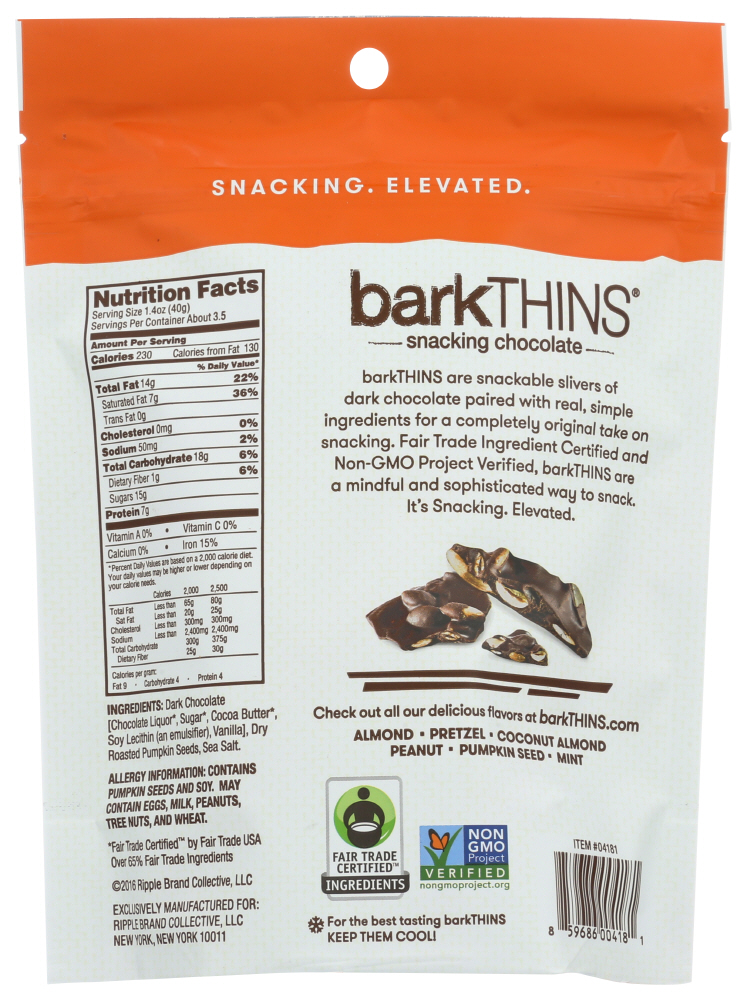 SNACKING. ELEVATED.
Nutrition Facts
Serving Size 1.4oz (40g)
Servings Per Container About 3.5
Amount Per Serving
Calories 230 Calories from Fat 130
% Daily Value*
Total Fat 14g 22%
Saturated Fat 7g 36%
Trans Fat 0g
Cholesterol 0mg 0%
Sodium 50mg 2%
Total Carbohydrate 18g 6%
Dietary Fiber 1g 6%
Sugars 15g
Protein 7g
Vitamin A 0% • Vitamin C 0%
Calcium 0% • Iron 15%
*Percent Daily Values are based on a 2,000 calorie diet.
Your daily values may be higher or lower depending on
your calorie needs.
Calories 2,000 2,500
Total Fat Less than 65g 80g
Sat Fat Less than 20g 25g
Cholesterol Less than 300mg 300mg
Sodium Less than 2,400mg 2,400mg
Total Carbohydrate 300g 375g
Dietary Fiber 25g 30g
Calories per gram:
Fat 9 · Carbohydrate 4 · Protein 4
INGREDIENTS: Dark Chocolate
[Chocolate Liquor*, Sugar*, Cocoa Butter*,
Soy Lecithin (an emulsifier), Vanilla], Dry
Roasted Pumpkin Seeds, Sea Salt.
ALLERGY INFORMATION: CONTAINS
PUMPKIN SEEDS AND SOY. MAY
CONTAIN EGGS, MILK, PEANUTS,
TREE NUTS, AND WHEAT.
*Fair Trade Certified™ by Fair Trade USA
Over 65% Fair Trade Ingredients
©2016 Ripple Brand Collective, LLC
EXCLUSIVELY MANUFACTURED FOR:
RIPPLE BRAND COLLECTIVE, LLC
NEW YORK, NEW YORK 10011
barkTHINS®
snacking chocolate
barkTHINS are snackable slivers of
dark chocolate paired with real, simple
ingredients for a completely original take on
snacking. Fair Trade Ingredient Certified and
Non-GMO Project Verified, barkTHINS are
a mindful and sophisticated way to snack.
It's Snacking. Elevated.
Check out all our delicious flavors at barkTHINS.com
ALMOND ▪ PRETZEL ▪ COCONUT ALMOND
PEANUT ▪ PUMPKIN SEED ▪ MINT
FAIR TRADE
CERTIFIED™
INGREDIENTS
NON
GMO
Project
VERIFIED
nongmoproject.org
For the best tasting barkTHINS
KEEP THEM COOL!
ITEM #04181
8 59686 00418 1